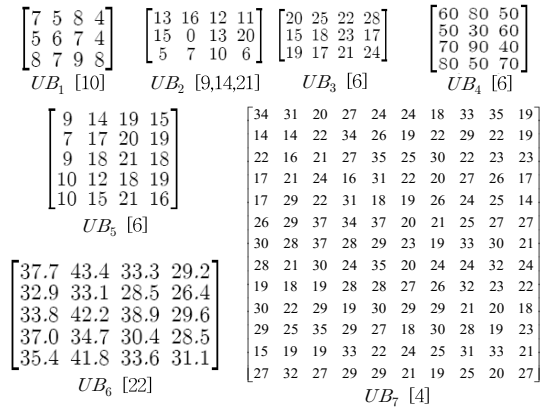 7 5 8 4
5 6 7 4
8 7 9 8
UB1 [10]
13 16 12 11
15 0 13 20
5 7 10 6
UB2 [9,14,21]
20 25 22 28
15 18 23 17
19 17 21 24
UB3 [6]
60 80 50
50 30 60
70 90 40
80 50 70
UB4 [6]
9 14 19 15
7 17 20 19
9 18 21 18
10 12 18 19
10 15 21 16
UB5 [6]
37.7 43.4 33.3 29.2
32.9 33.1 28.5 26.4
33.8 42.2 38.9 29.6
37.0 34.7 30.4 28.5
35.4 41.8 33.6 31.1
UB6 [22]
34 31 20 27 24 24 18 33 35 19
14 14 22 34 26 19 22 29 22 19
22 16 21 27 35 25 30 22 23 23
17 21 24 16 31 22 20 27 26 17
17 29 22 31 18 19 26 24 25 14
26 29 37 34 37 20 21 25 27 27
30 28 37 28 29 23 19 33 30 21
28 21 30 24 35 20 24 24 32 24
19 18 19 28 28 27 26 32 23 22
30 22 29 19 30 29 29 21 20 18
29 25 35 29 27 18 30 28 19 23
15 19 19 33 22 24 25 31 33 21
27 32 27 29 29 21 19 25 20 27
UB7 [4]